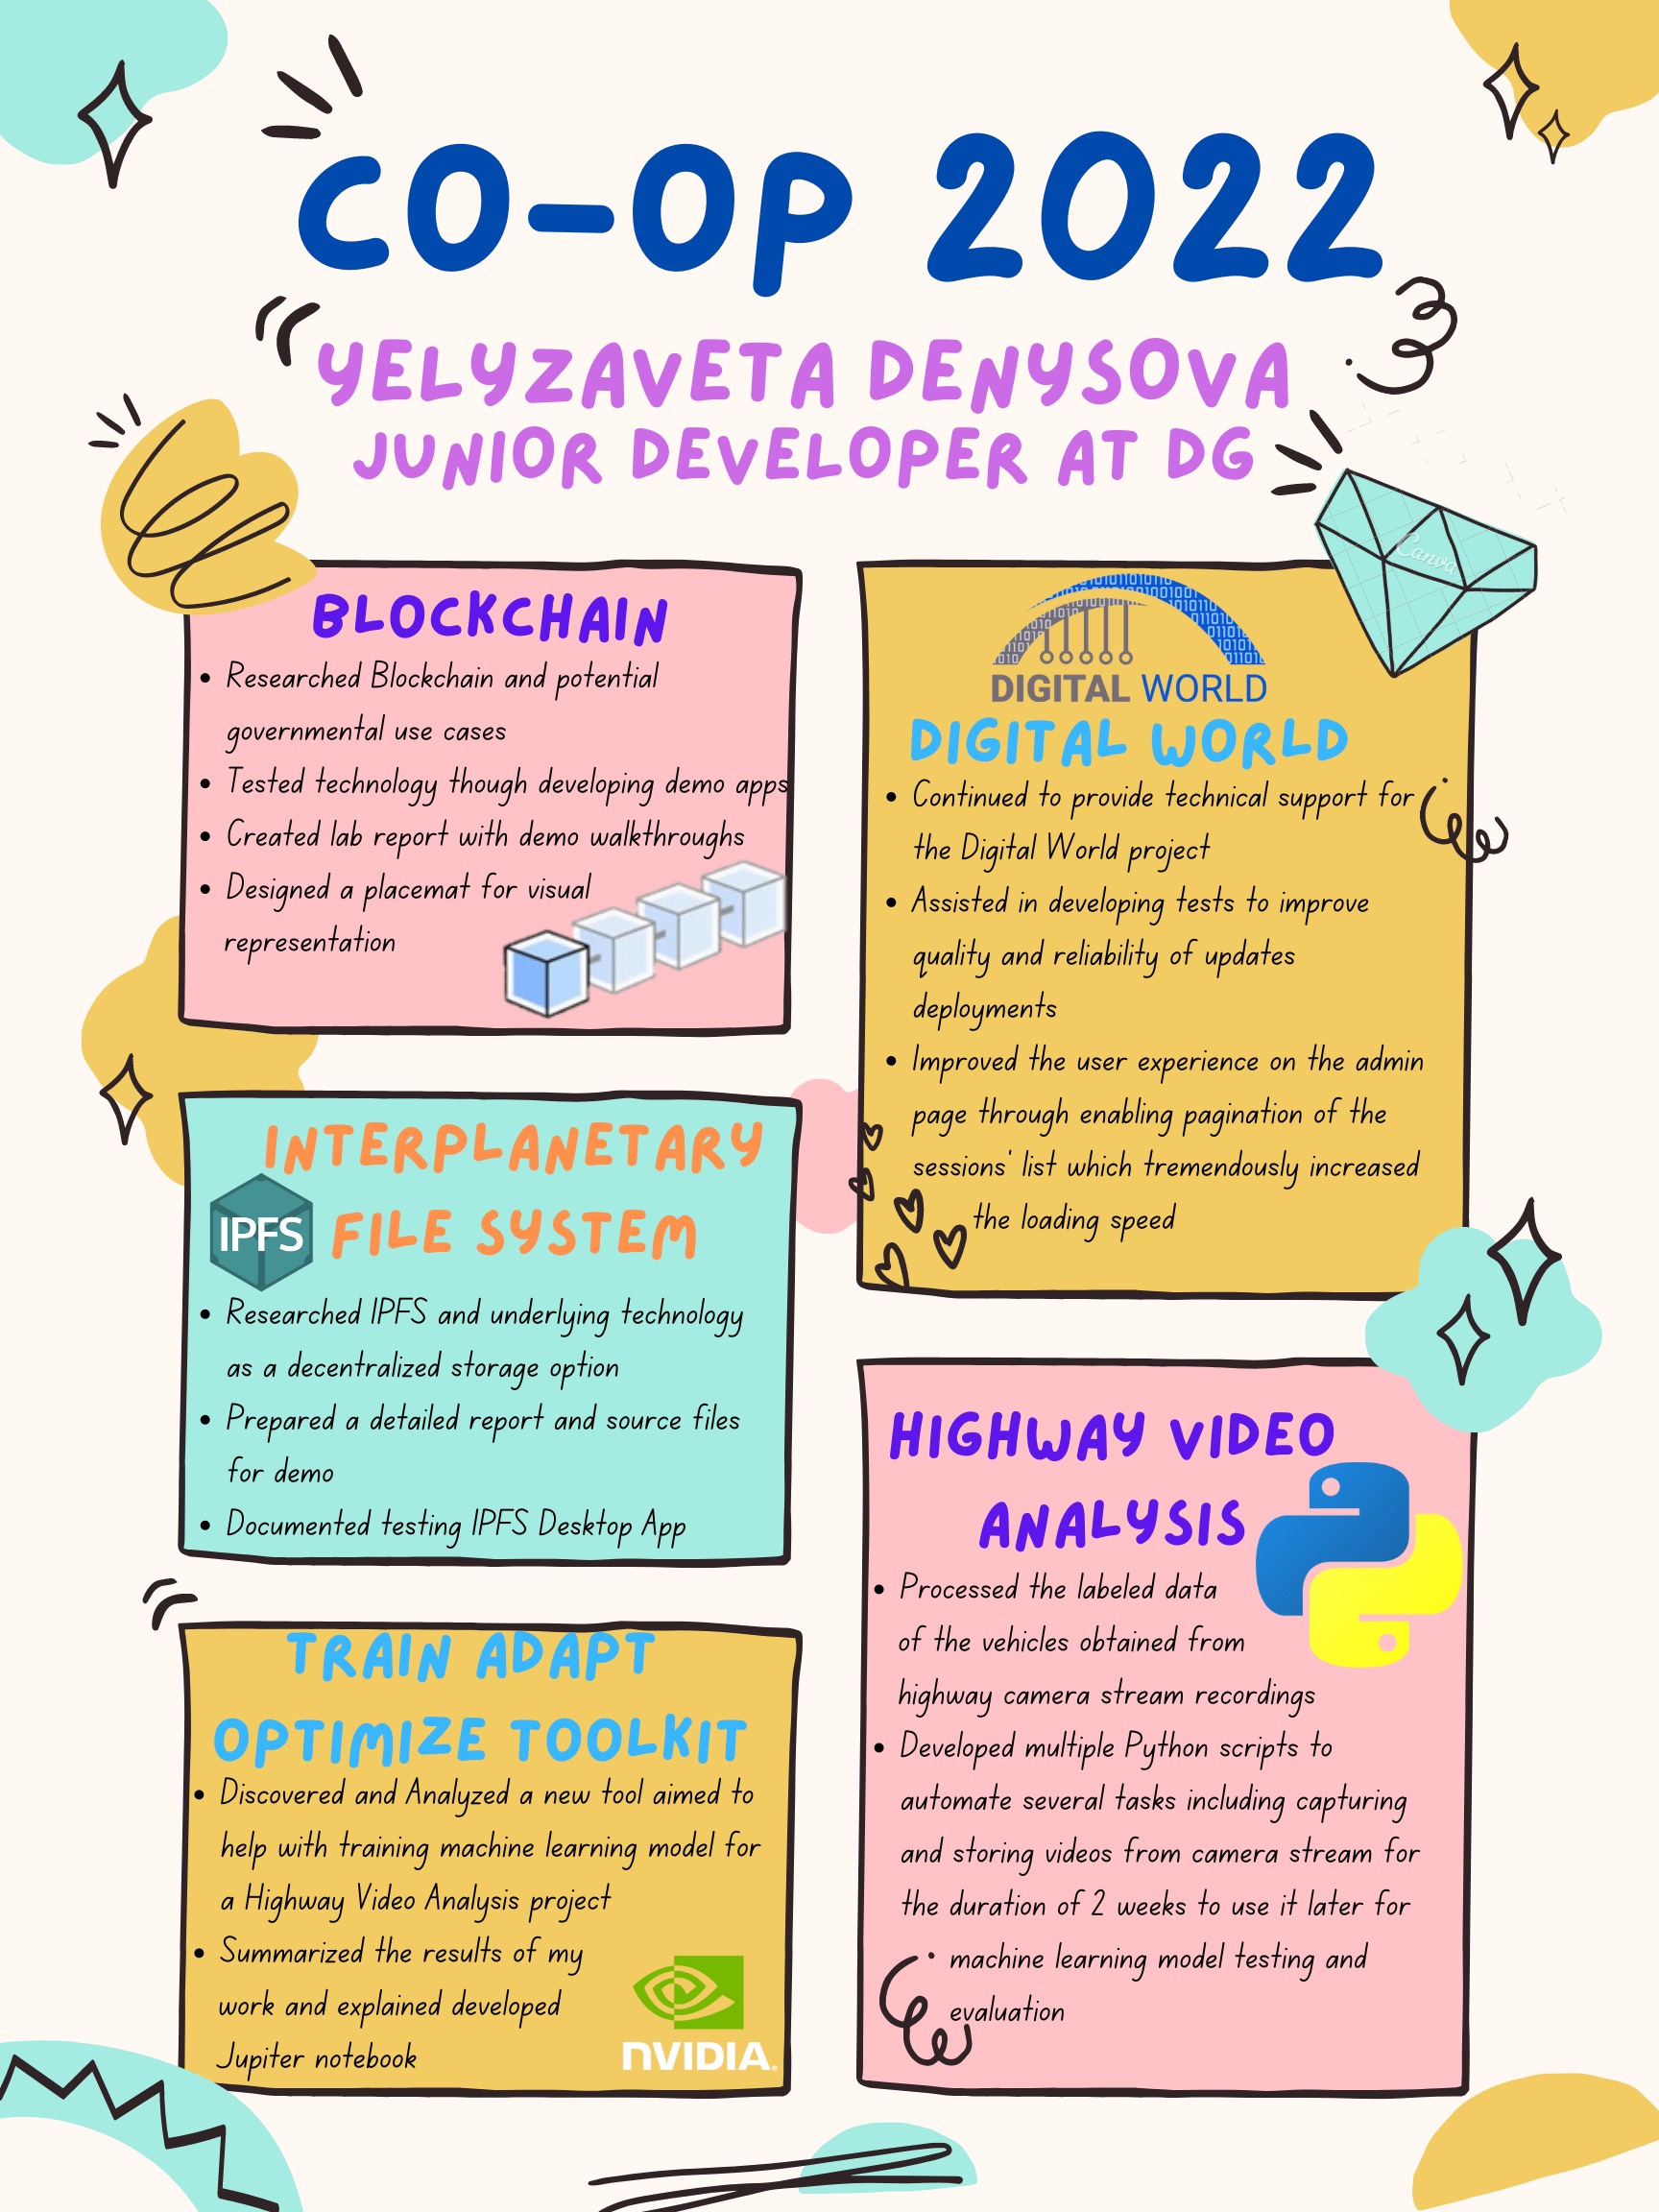 CO-OP 2022
YELYZAVETA DENYSOVA
JUNIOR DEVELOPER AT DG
BLOCKCHAIN
• Researched Blockchain and potential
governmental use cases
• Tested technology though developing demo apps
• Created lab report with demo walkthroughs
• Designed a placemat for visual
representation
INTERPLANETARY
FILE SYSTEM
IPFS
• Researched IPFS and underlying technology
as a decentralized storage option
• Prepared a detailed report and source files
for demo
• Documented testing IPFS Desktop App
TRAIN ADAPT
OPTIMIZE TOOLKIT
• Discovered and Analyzed a new tool aimed to
help with training machine learning model for
a Highway Video Analysis project
• Summarized the results of my
work and explained developed
Jupiter notebook
NVIDIA.
Canva
DIGITAL WORLD
DIGITAL WORLD
• Continued to provide technical support for
the Digital World project
• Assisted in developing tests to improve
quality and reliability of updates
deployments
• Improved the user experience on the admin
page through enabling pagination of the
sessions' list which tremendously increased
the loading speed
HIGHWAY VIDEO
ANALYSIS
• Processed the labeled data
of the vehicles obtained from
highway camera stream recordings
• Developed multiple Python scripts to
automate several tasks including capturing
and storing videos from camera stream for
the duration of 2 weeks to use it later for
machine learning model testing and
evaluation